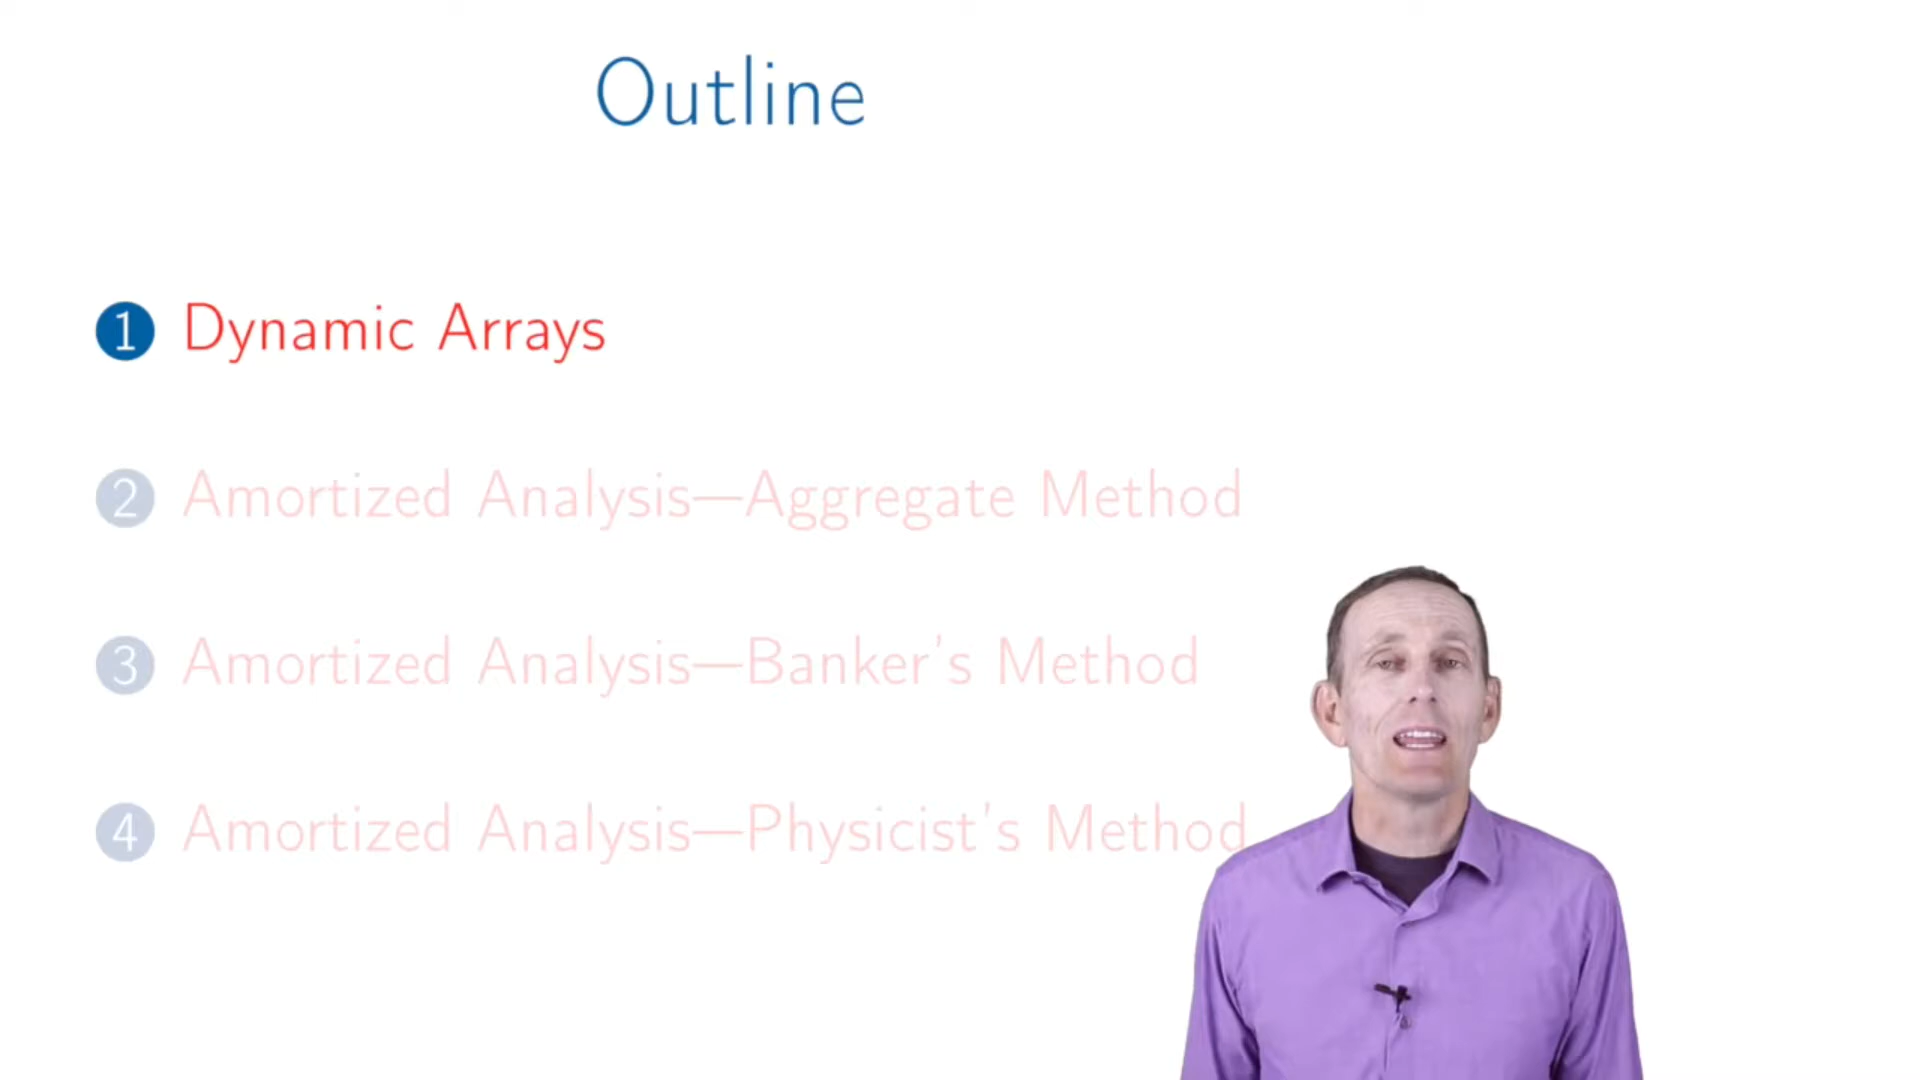 Outline
1 Dynamic Arrays
2 Amortized Analysis—Aggregate Method
3 Amortized Analysis—Banker's Method
4 Amortized Analysis—Physicist's Method